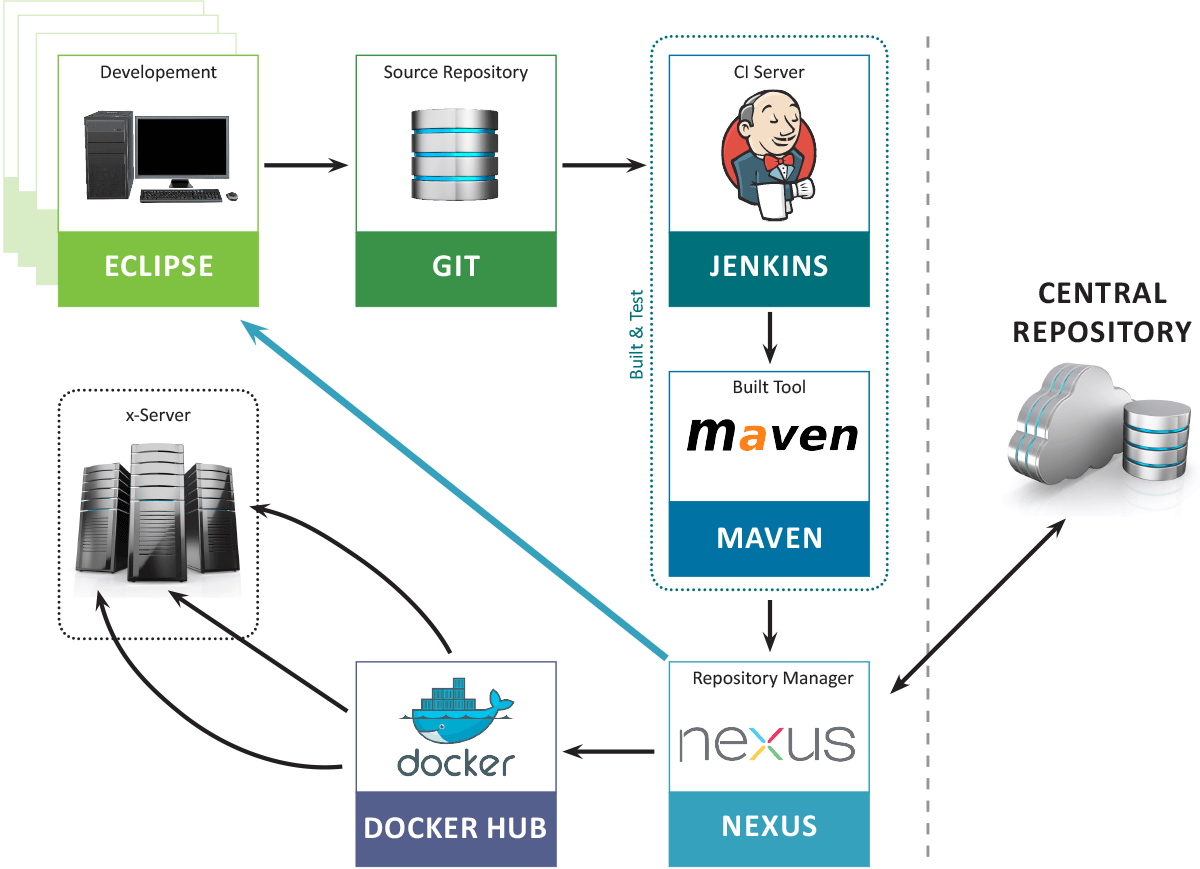 Developement
ECLIPSE
Source Repository
GIT
CI Server
JENKINS
Built & Test
Built Tool
maven
MAVEN
CENTRAL
REPOSITORY
x-Server
docker
DOCKER HUB
Repository Manager
nexus
NEXUS